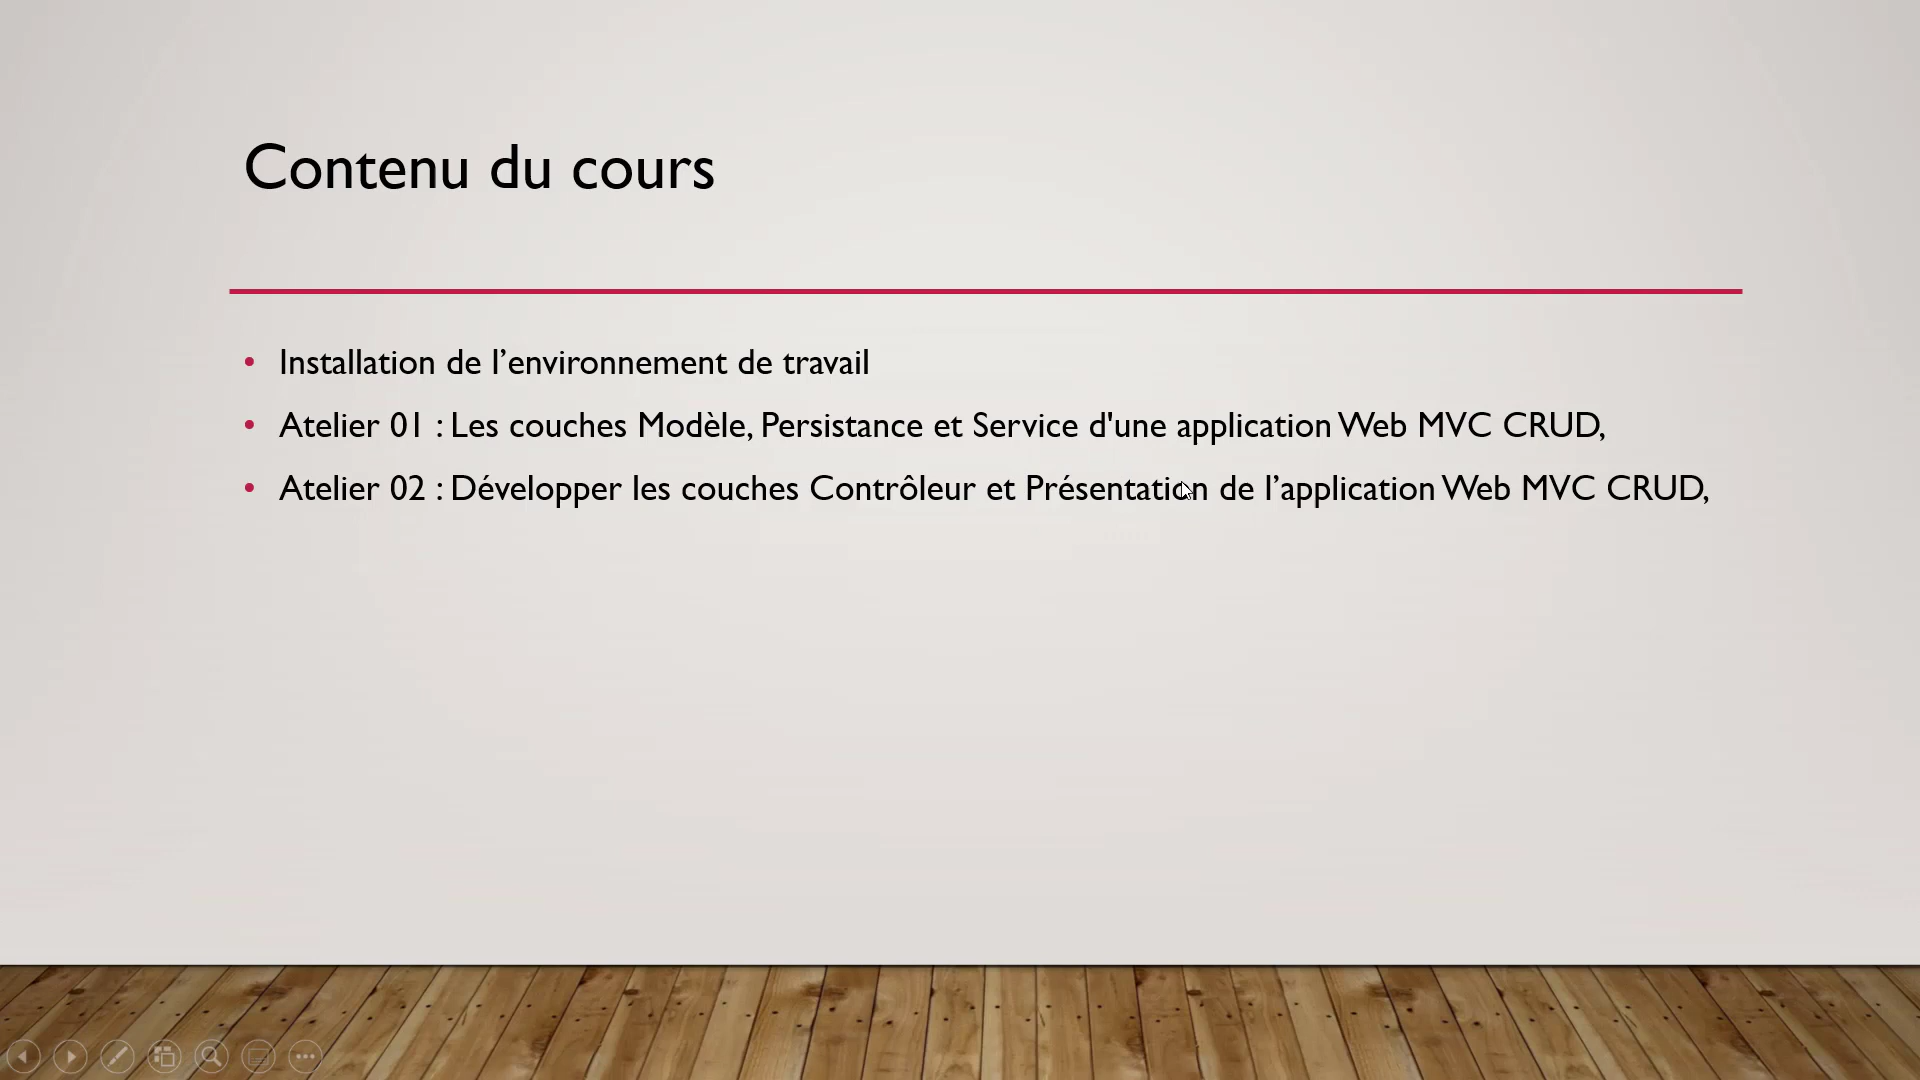 Contenu du cours
• Installation de l’environnement de travail
• Atelier 01 : Les couches Modèle, Persistance et Service d'une application Web MVC CRUD,
• Atelier 02 : Développer les couches Contrôleur et Présentation de l’application Web MVC CRUD,